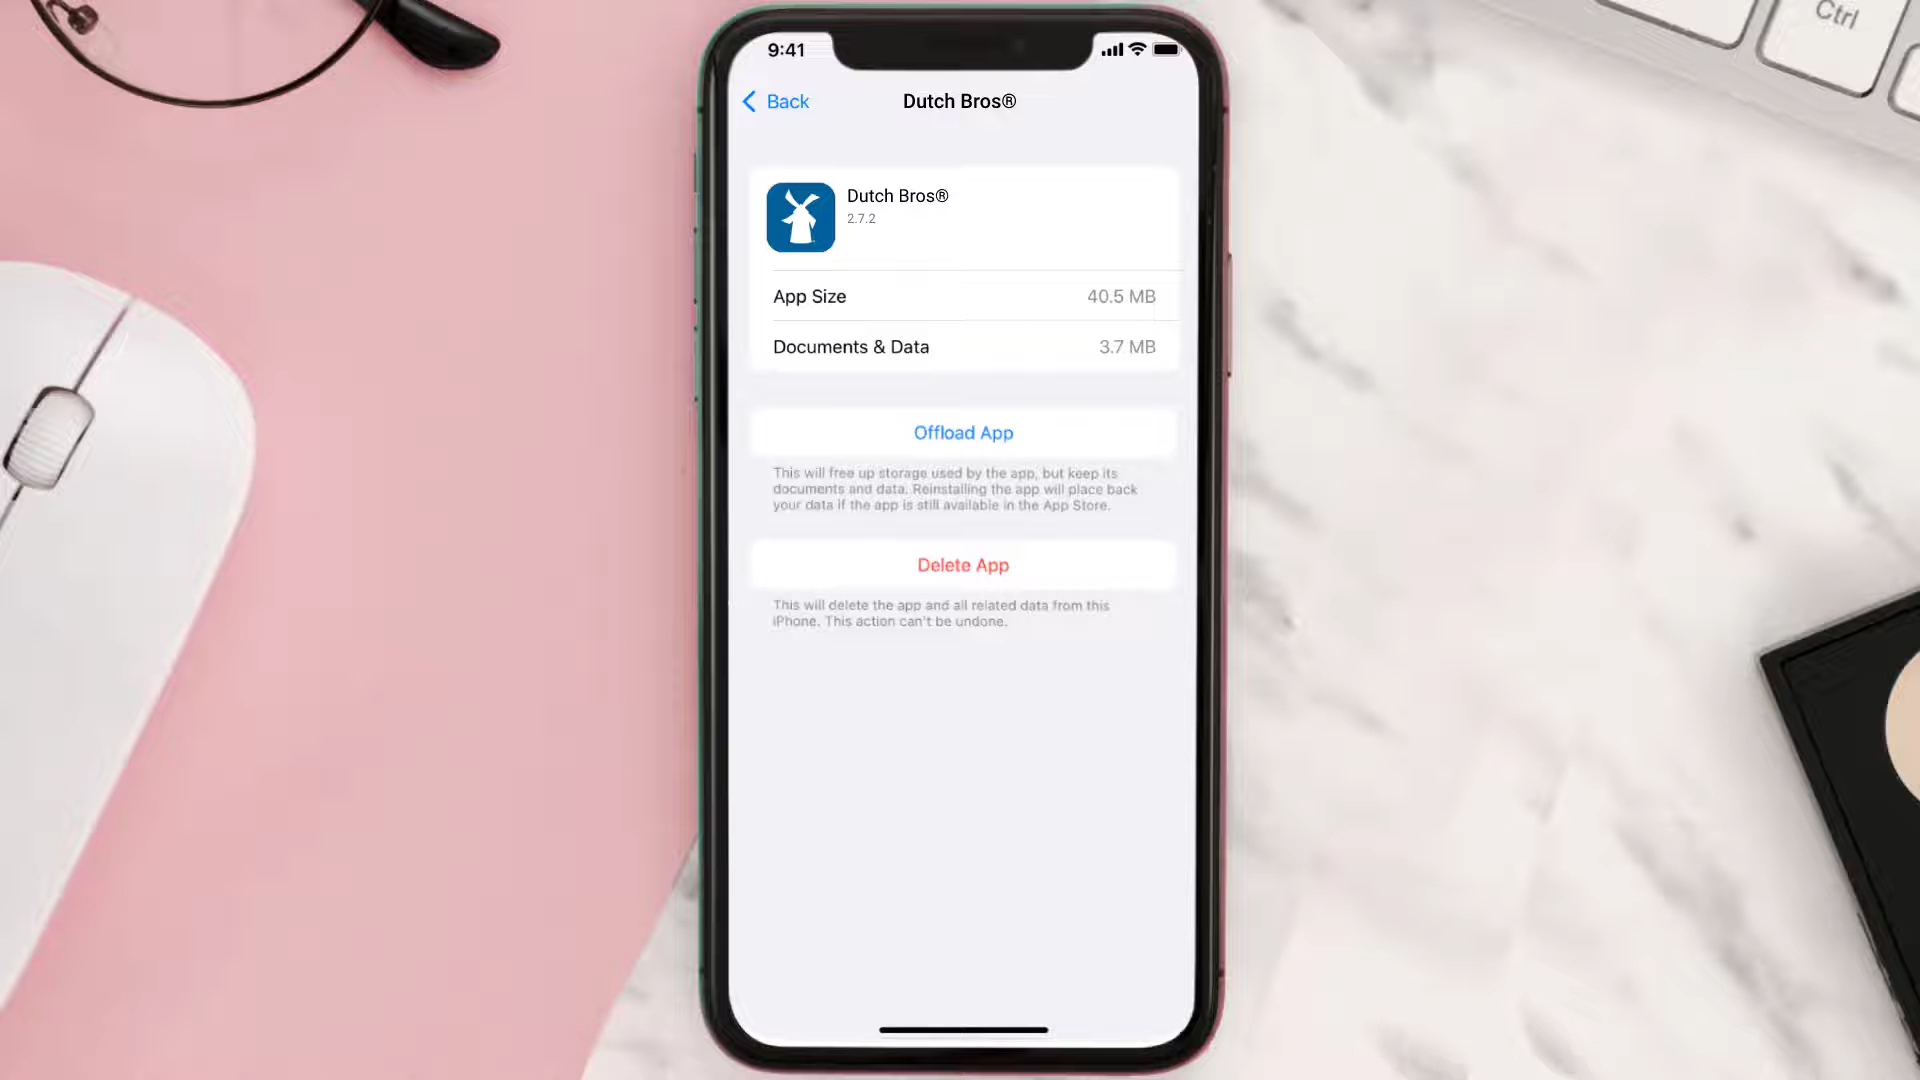 Ctrl
9:41
Back
Dutch Bros®
Dutch Bros®
2.7.2
App Size
40.5 MB
Documents & Data
3.7 MB
Offload App
This will free up storage used by the app, but keep its
documents and data. Reinstalling the app will place back
your data if the app is still available in the App Store.
Delete App
This will delete the app and all related data from this
iPhone. This action can't be undone.